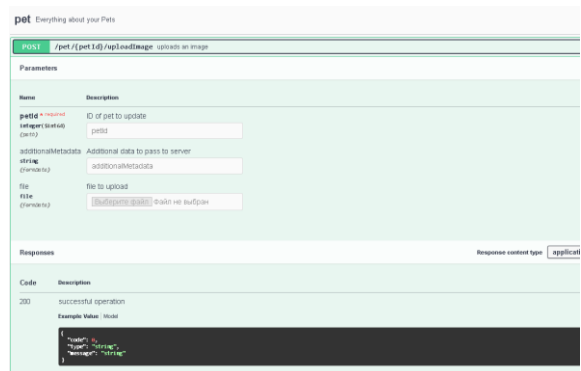 pet Everything about your Pets
POST /pet/{petId}/uploadImage uploads an image
Parameters
Name Description
petId * required ID of pet to update
integer($int64)
(path)
petId
additionalMetadata Additional data to pass to server
string
(formData)
additionalMetadata
file file to upload
file
(formData)
Выберите файл Файл не выбран
Responses Response content type applicati
Code Description
200 successful operation
Example Value Model
{
"code": 0,
"type": "string",
"message": "string"
}